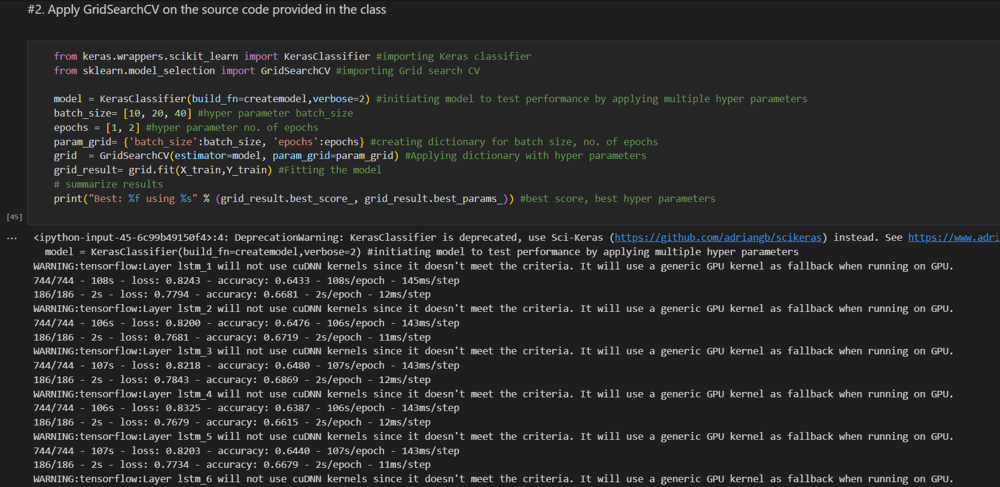 #2. Apply GridSearchCV on the source code provided in the class
from keras.wrappers.scikit_learn import KerasClassifier #importing Keras classifier
from sklearn.model_selection import GridSearchCV #importing Grid search CV
model = KerasClassifier(build_fn=createmodel,verbose=2) #initiating model to test performance by applying multiple hyper parameters
batch_size= [10, 20, 40] #hyper parameter batch_size
epochs = [1, 2] #hyper parameter no. of epochs
param_grid= {'batch_size':batch_size, 'epochs':epochs} #creating dictionary for batch size, no. of epochs
grid  = GridSearchCV(estimator=model, param_grid=param_grid) #Applying dictionary with hyper parameters
grid_result= grid.fit(X_train,Y_train) #Fitting the model
# summarize results
print("Best: %f using %s" % (grid_result.best_score_, grid_result.best_params_)) #best score, best hyper parameters
[45]
... <ipython-input-45-6c99b49150f4>:4: DeprecationWarning: KerasClassifier is deprecated, use Sci-Keras (https://github.com/adriangb/scikeras) instead. See https://www.adri
model = KerasClassifier(build_fn=createmodel,verbose=2) #initiating model to test performance by applying multiple hyper parameters
WARNING:tensorflow:Layer lstm_1 will not use cuDNN kernels since it doesn't meet the criteria. It will use a generic GPU kernel as fallback when running on GPU.
744/744 - 108s - loss: 0.8243 - accuracy: 0.6433 - 108s/epoch - 145ms/step
186/186 - 2s - loss: 0.7794 - accuracy: 0.6681 - 2s/epoch - 12ms/step
WARNING:tensorflow:Layer lstm_2 will not use cuDNN kernels since it doesn't meet the criteria. It will use a generic GPU kernel as fallback when running on GPU.
744/744 - 106s - loss: 0.8200 - accuracy: 0.6476 - 106s/epoch - 143ms/step
186/186 - 2s - loss: 0.7681 - accuracy: 0.6719 - 2s/epoch - 11ms/step
WARNING:tensorflow:Layer lstm_3 will not use cuDNN kernels since it doesn't meet the criteria. It will use a generic GPU kernel as fallback when running on GPU.
744/744 - 107s - loss: 0.8218 - accuracy: 0.6480 - 107s/epoch - 143ms/step
186/186 - 2s - loss: 0.7843 - accuracy: 0.6869 - 2s/epoch - 12ms/step
WARNING:tensorflow:Layer lstm_4 will not use cuDNN kernels since it doesn't meet the criteria. It will use a generic GPU kernel as fallback when running on GPU.
744/744 - 106s - loss: 0.8325 - accuracy: 0.6387 - 106s/epoch - 143ms/step
186/186 - 2s - loss: 0.7679 - accuracy: 0.6615 - 2s/epoch - 12ms/step
WARNING:tensorflow:Layer lstm_5 will not use cuDNN kernels since it doesn't meet the criteria. It will use a generic GPU kernel as fallback when running on GPU.
744/744 - 107s - loss: 0.8203 - accuracy: 0.6440 - 107s/epoch - 143ms/step
186/186 - 2s - loss: 0.7734 - accuracy: 0.6679 - 2s/epoch - 11ms/step
WARNING:tensorflow:Layer lstm_6 will not use cuDNN kernels since it doesn't meet the criteria. It will use a generic GPU kernel as fallback when running on GPU.